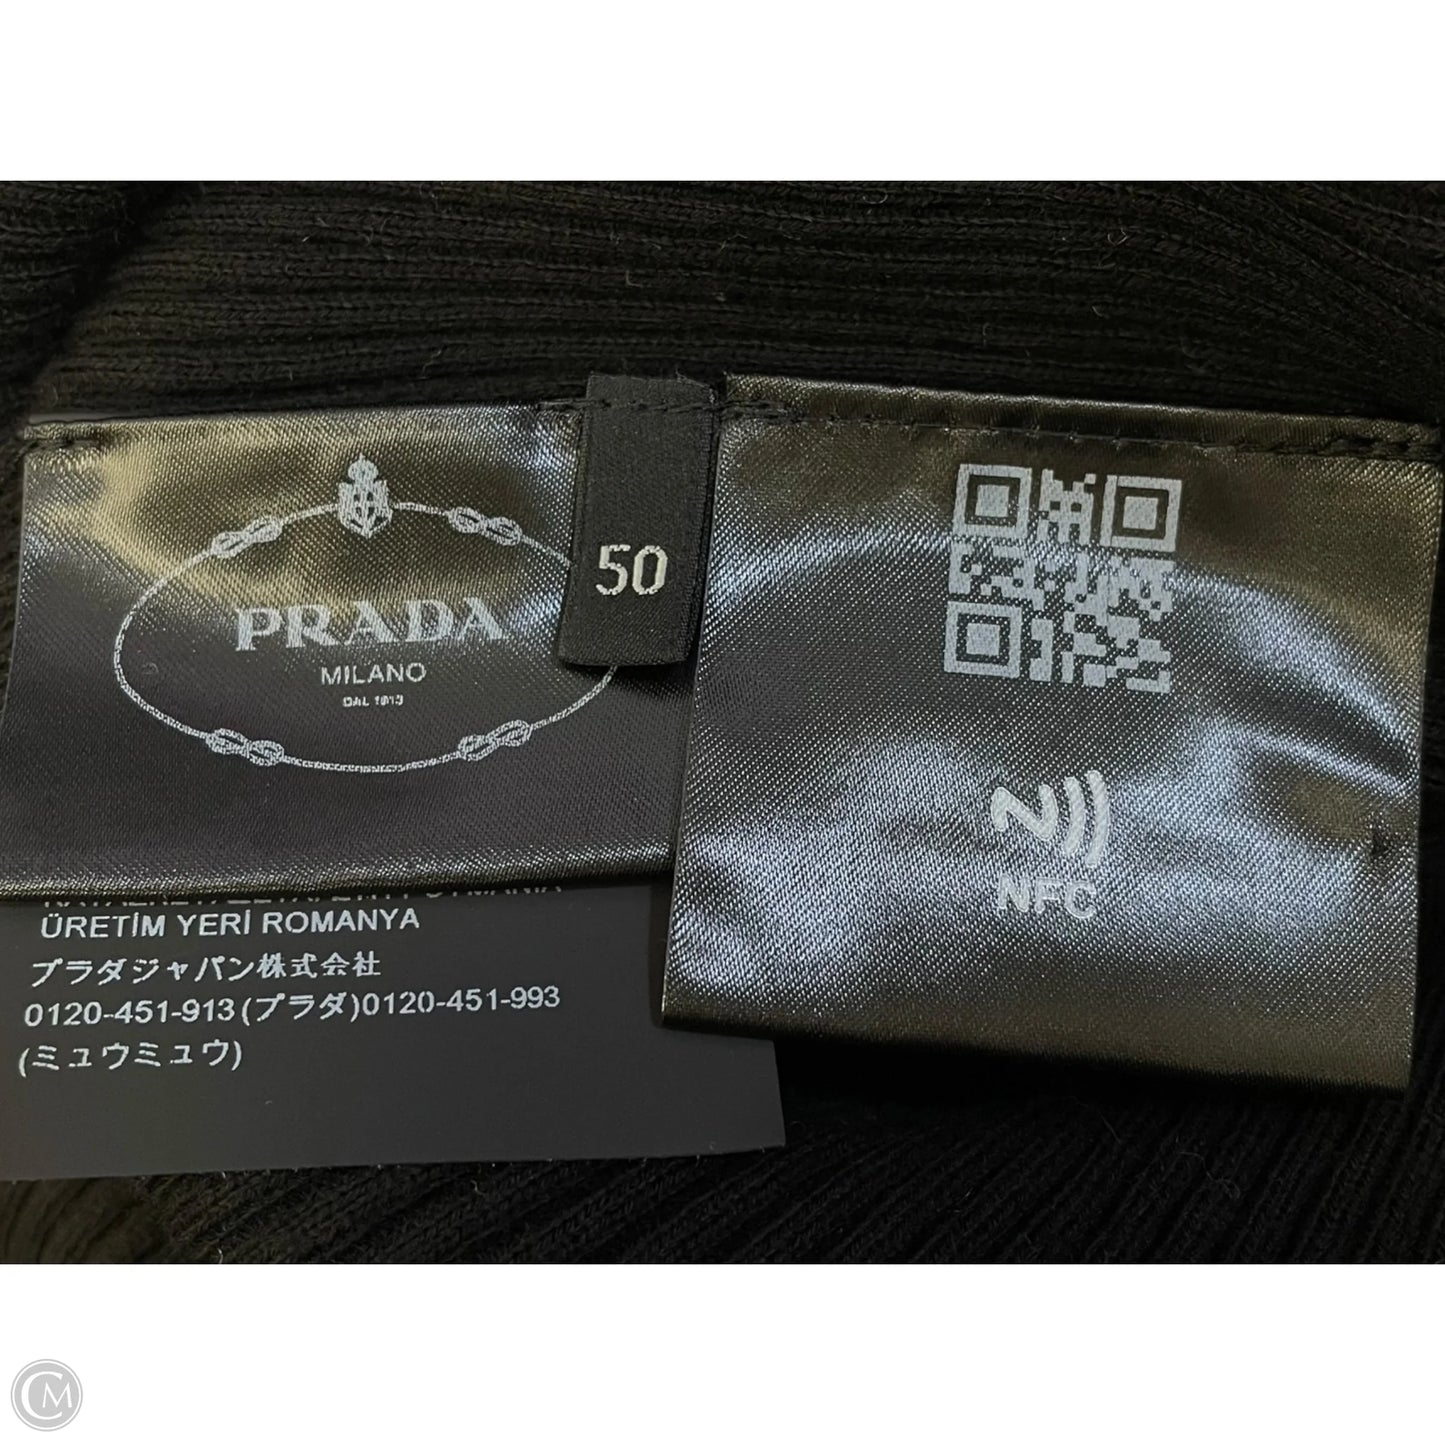 PRADA
MILANO
DAL 1913
50
NFC
ÜRETİM YERİ ROMANYA
プラダジャパン株式会社
0120-451-913(プラダ)0120-451-993
(ミュウミュウ)
CM